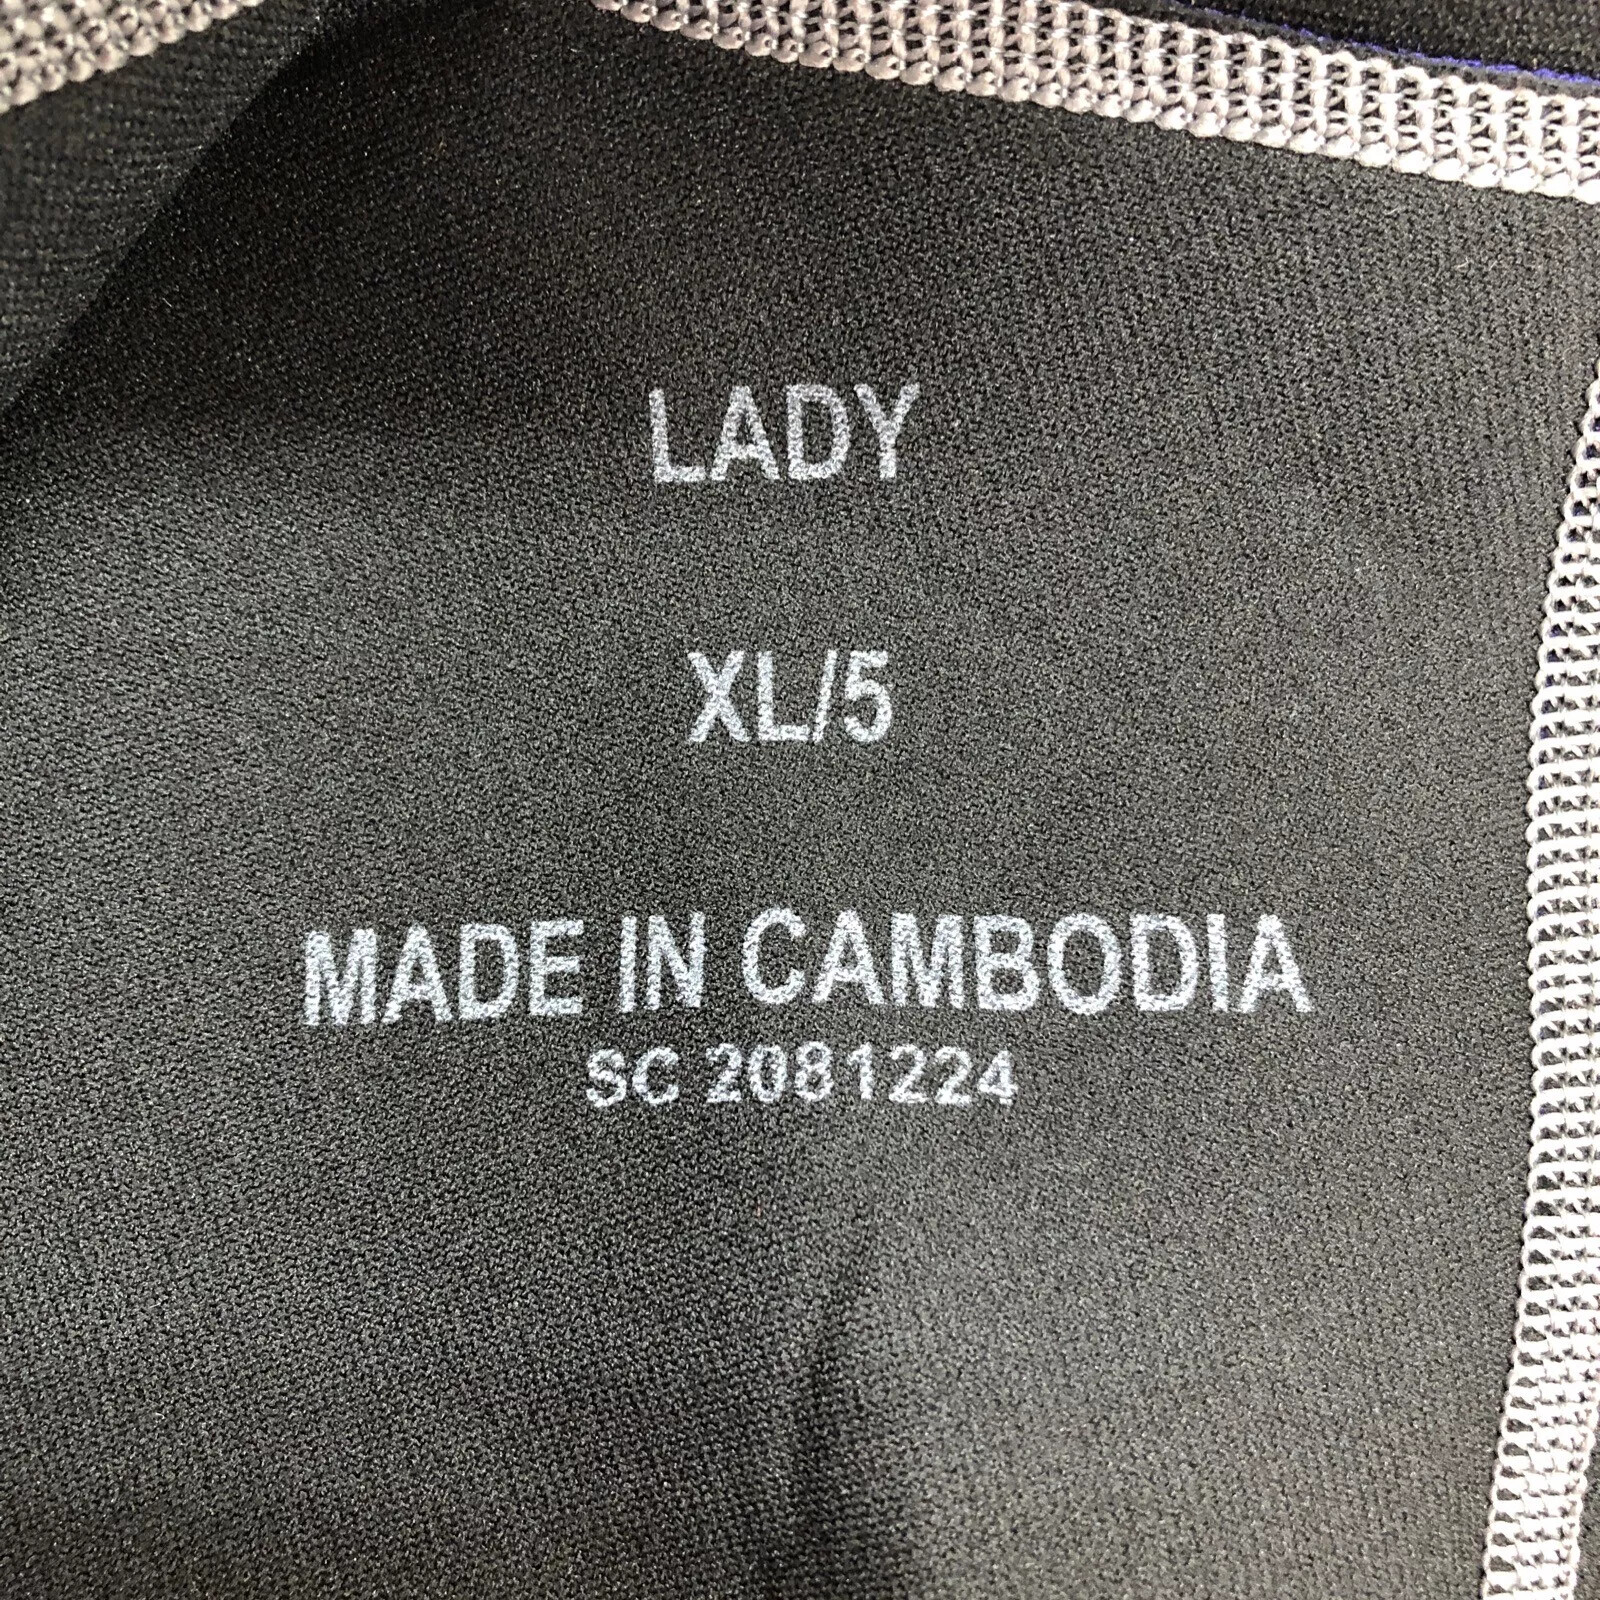 LADY
XL/5
MADE IN CAMBODIA
SC 2081224